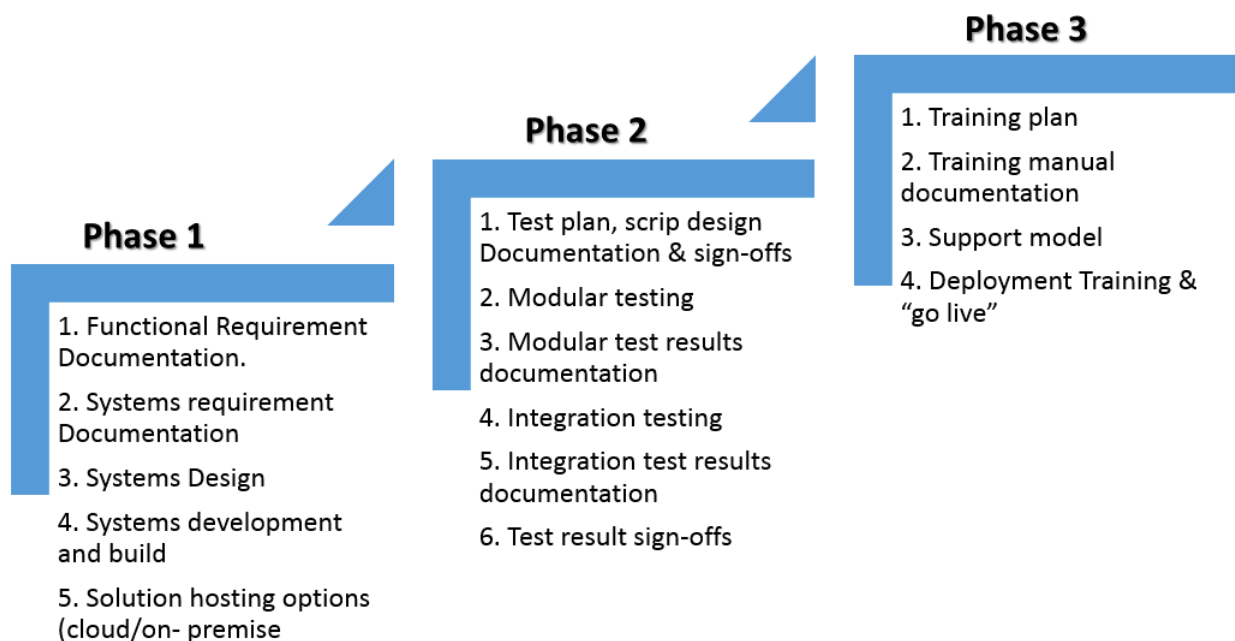 Phase 1
1. Functional Requirement
Documentation.
2. Systems requirement
Documentation
3. Systems Design
4. Systems development
and build
5. Solution hosting options
(cloud/on- premise
Phase 2
1. Test plan, scrip design
Documentation & sign-offs
2. Modular testing
3. Modular test results
documentation
4. Integration testing
5. Integration test results
documentation
6. Test result sign-offs
Phase 3
1. Training plan
2. Training manual
documentation
3. Support model
4. Deployment Training &
“go live”